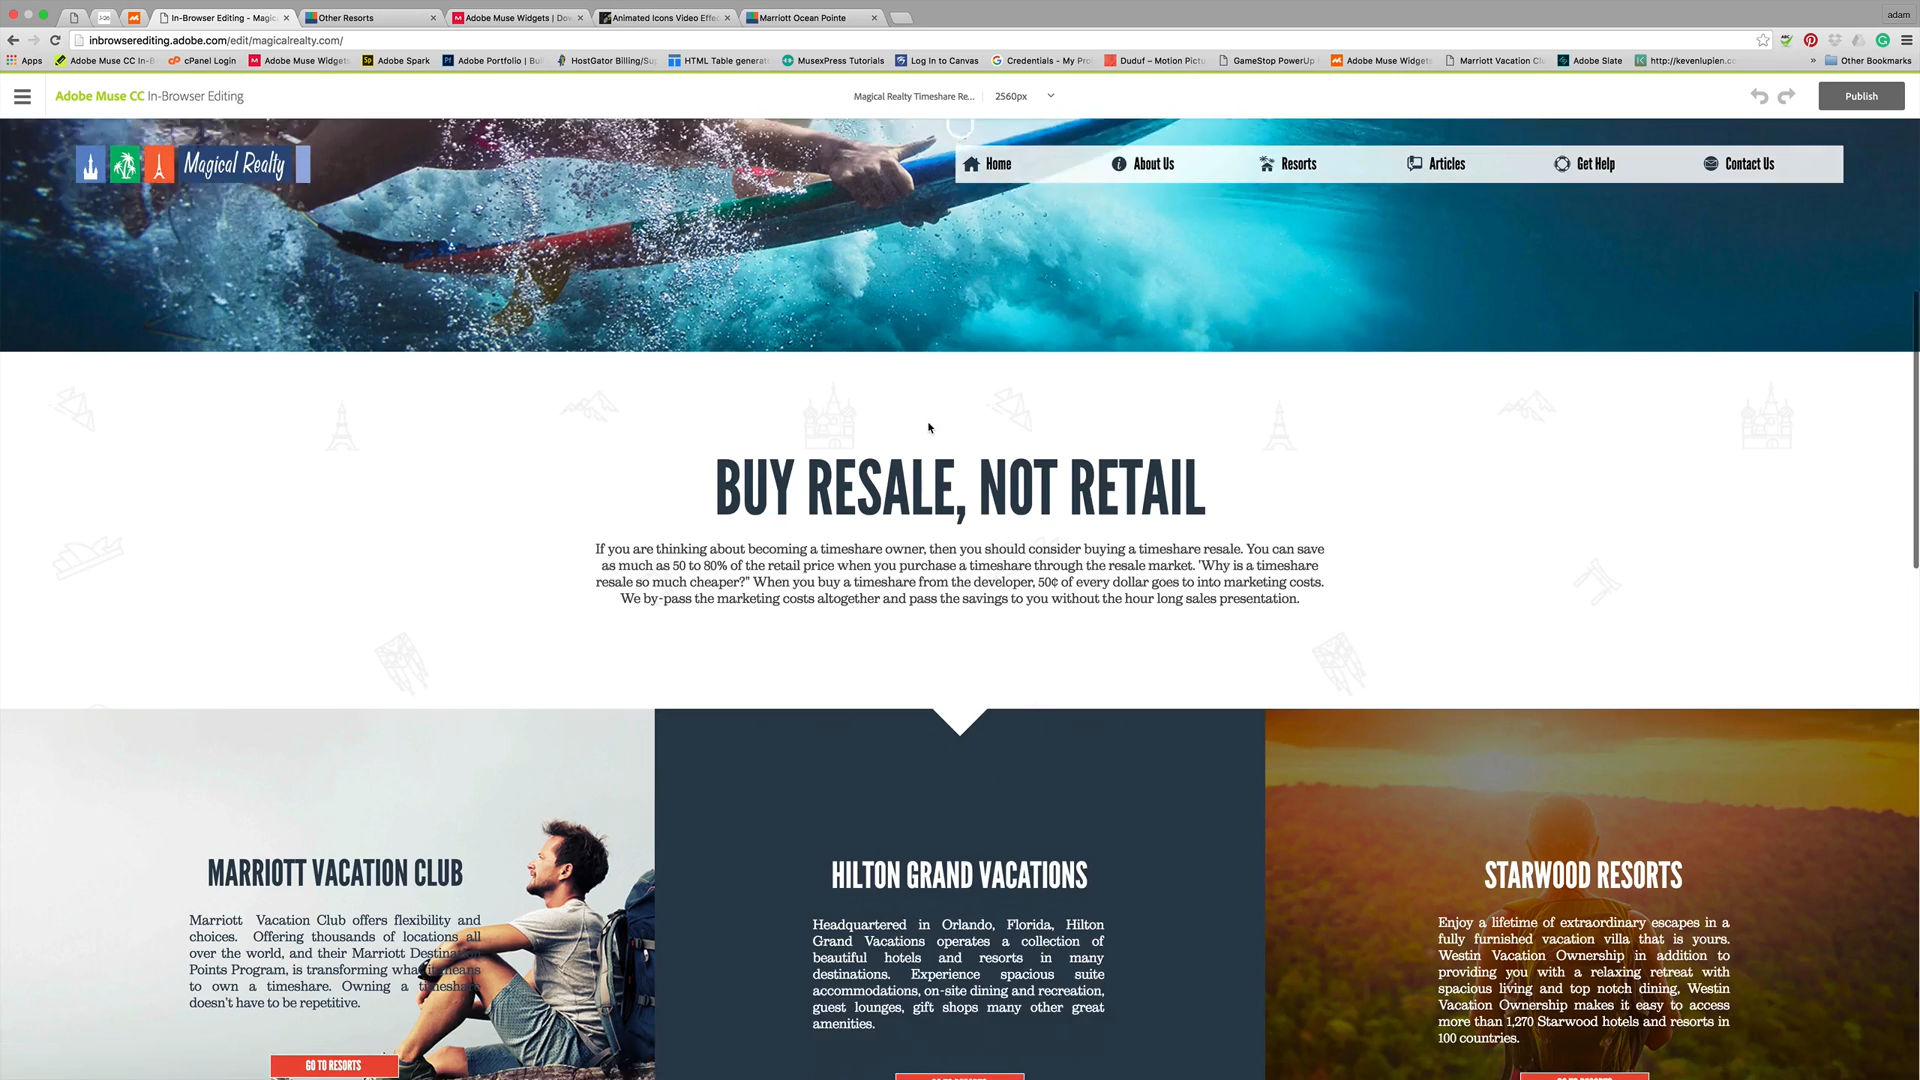 In-Browser Editing - Magic
Other Resorts
Adobe Muse Widgets | Dow
Animated Icons Video Effe
Marriott Ocean Pointe
adam
inbrowserediting.adobe.com/edit/magicalrealty.com/
Apps
Adobe Muse CC In-B
cPanel Login
Adobe Muse Widgets
Adobe Spark
Adobe Portfolio | Bui
HostGator Billing/Sup
HTML Table generato
MusexPress Tutorials
Log In to Canvas
Credentials - My Pro
Duduf – Motion Pictu
GameStop PowerUp
Adobe Muse Widgets
Marriott Vacation Clu
Adobe Slate
http://kevenlupien.co
» Other Bookmarks
Adobe Muse CC In-Browser Editing
Magical Realty Timeshare Re... 2560px
Publish
Magical Realty
Home
About Us
Resorts
Articles
Get Help
Contact Us
BUY RESALE, NOT RETAIL
If you are thinking about becoming a timeshare owner, then you should consider buying a timeshare resale. You can save
as much as 50 to 80% of the retail price when you purchase a timeshare through the resale market. 'Why is a timeshare
resale so much cheaper?" When you buy a timeshare from the developer, 50¢ of every dollar goes to into marketing costs.
We by-pass the marketing costs altogether and pass the savings to you without the hour long sales presentation.
MARRIOTT VACATION CLUB
Marriott Vacation Club offers flexibility and
choices. Offering thousands of locations all
over the world, and their Marriott Destination
Points Program, is transforming what it means
to own a timeshare. Owning a timeshare
doesn't have to be repetitive.
GO TO RESORTS
HILTON GRAND VACATIONS
Headquartered in Orlando, Florida, Hilton
Grand Vacations operates a collection of
beautiful hotels and resorts in many
destinations. Experience spacious suite
accommodations, on-site dining and recreation,
guest lounges, gift shops many other great
amenities.
STARWOOD RESORTS
Enjoy a lifetime of extraordinary escapes in a
fully furnished vacation villa that is yours.
Westin Vacation Ownership in addition to
providing you with a relaxing retreat with
spacious living and top notch dining, Westin
Vacation Ownership makes it easy to access
more than 1,270 Starwood hotels and resorts in
100 countries.